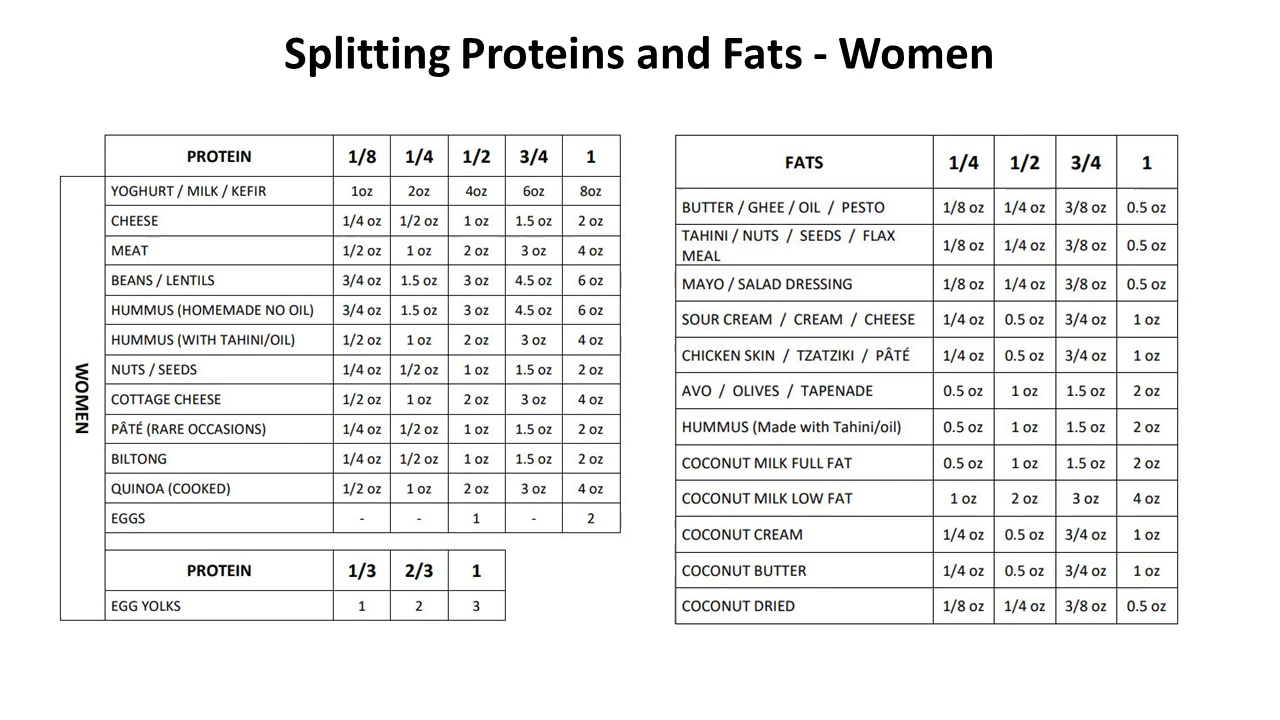 Splitting Proteins and Fats - Women
PROTEIN 1/8 1/4 1/2 3/4 1
YOGHURT / MILK / KEFIR 1oz 2oz 4oz 6oz 8oz
CHEESE 1/4 oz 1/2 oz 1 oz 1.5 oz 2 oz
MEAT 1/2 oz 1 oz 2 oz 3 oz 4 oz
BEANS / LENTILS 3/4 oz 1.5 oz 3 oz 4.5 oz 6 oz
HUMMUS (HOMEMADE NO OIL) 3/4 oz 1.5 oz 3 oz 4.5 oz 6 oz
HUMMUS (WITH TAHINI/OIL) 1/2 oz 1 oz 2 oz 3 oz 4 oz
NUTS / SEEDS 1/4 oz 1/2 oz 1 oz 1.5 oz 2 oz
COTTAGE CHEESE 1/2 oz 1 oz 2 oz 3 oz 4 oz
PÂTÉ (RARE OCCASIONS) 1/4 oz 1/2 oz 1 oz 1.5 oz 2 oz
BILTONG 1/4 oz 1/2 oz 1 oz 1.5 oz 2 oz
QUINOA (COOKED) 1/2 oz 1 oz 2 oz 3 oz 4 oz
EGGS - - 1 - 2
PROTEIN 1/3 2/3 1
EGG YOLKS 1 2 3
WOMEN
FATS 1/4 1/2 3/4 1
BUTTER / GHEE / OIL / PESTO 1/8 oz 1/4 oz 3/8 oz 0.5 oz
TAHINI / NUTS / SEEDS / FLAX
MEAL 1/8 oz 1/4 oz 3/8 oz 0.5 oz
MAYO / SALAD DRESSING 1/8 oz 1/4 oz 3/8 oz 0.5 oz
SOUR CREAM / CREAM / CHEESE 1/4 oz 0.5 oz 3/4 oz 1 oz
CHICKEN SKIN / TZATZIKI / PÂTÉ 1/4 oz 0.5 oz 3/4 oz 1 oz
AVO / OLIVES / TAPENADE 0.5 oz 1 oz 1.5 oz 2 oz
HUMMUS (Made with Tahini/oil) 0.5 oz 1 oz 1.5 oz 2 oz
COCONUT MILK FULL FAT 0.5 oz 1 oz 1.5 oz 2 oz
COCONUT MILK LOW FAT 1 oz 2 oz 3 oz 4 oz
COCONUT CREAM 1/4 oz 0.5 oz 3/4 oz 1 oz
COCONUT BUTTER 1/4 oz 0.5 oz 3/4 oz 1 oz
COCONUT DRIED 1/8 oz 1/4 oz 3/8 oz 0.5 oz